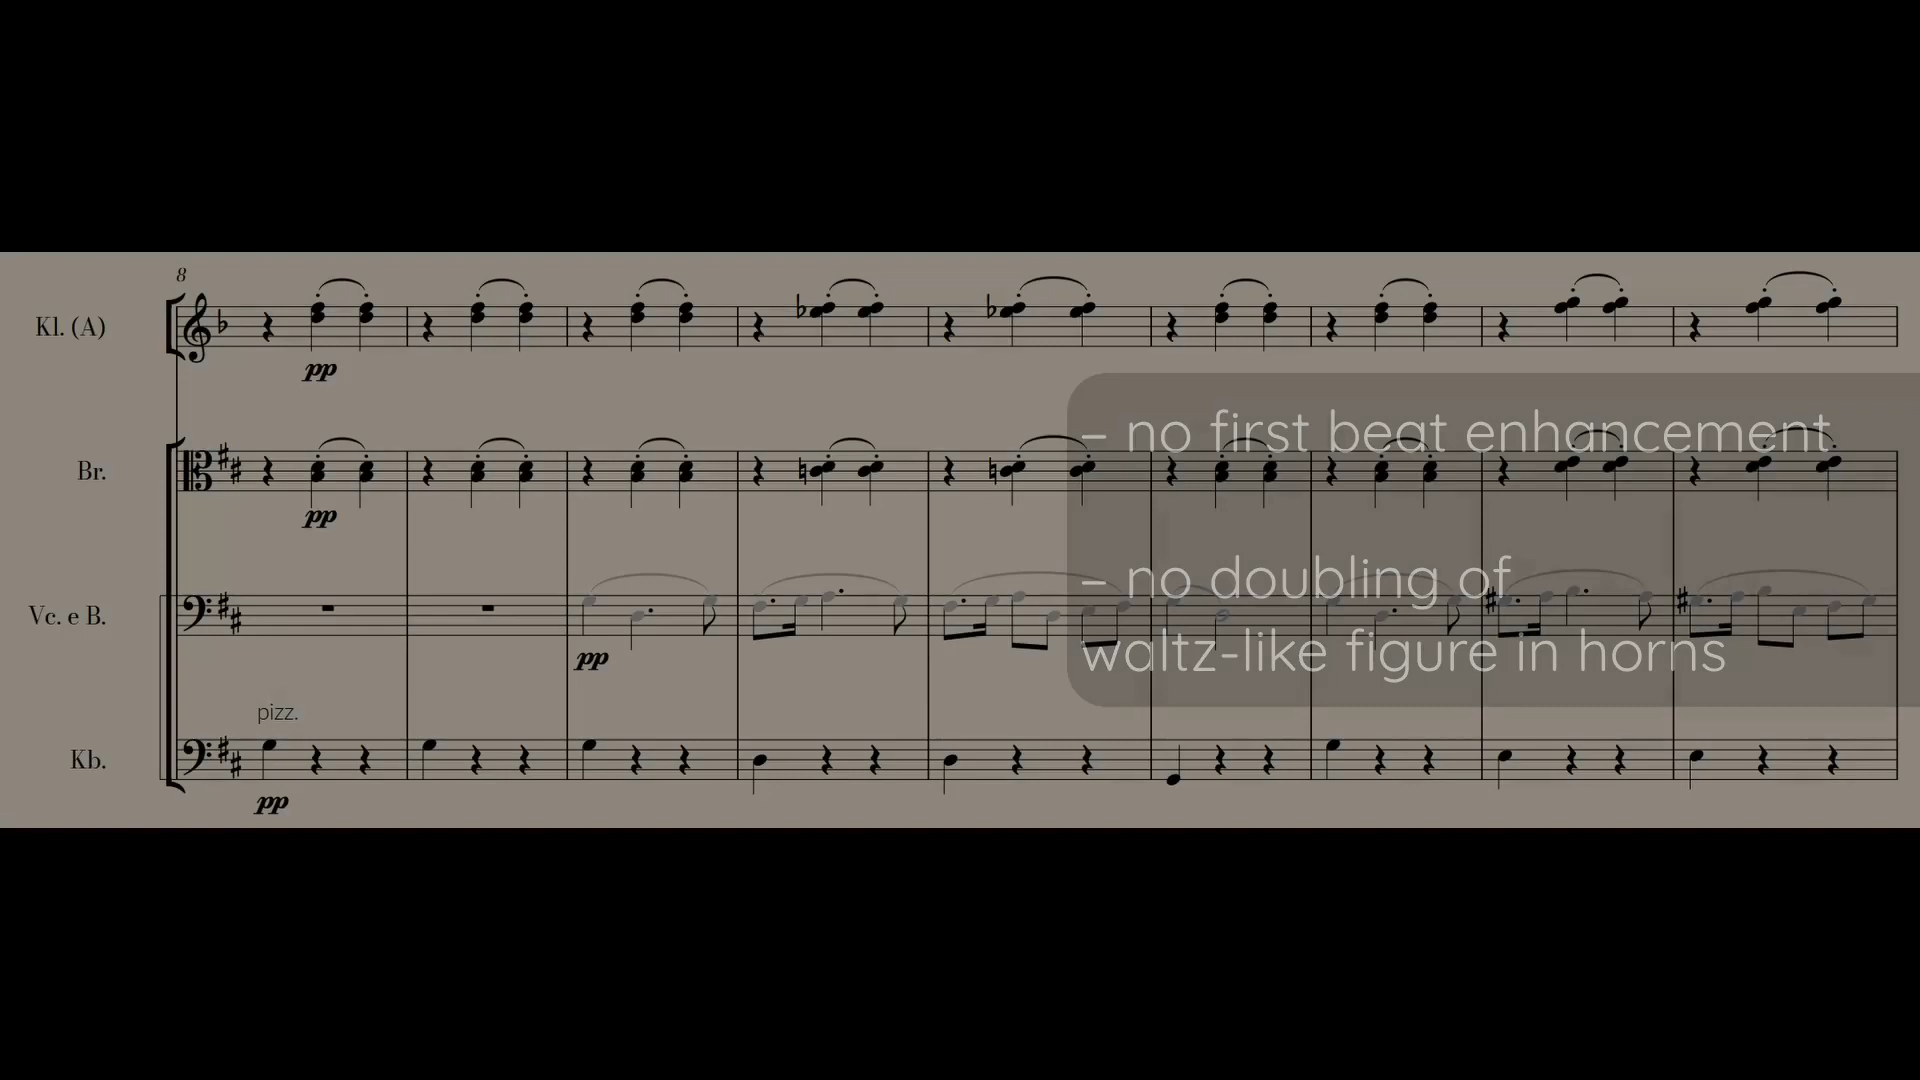 8
Kl. (A)
pp
– no first beat enhancement
Br.
pp
– no doubling of
waltz-like figure in horns
Vc. e B.
pp
pizz.
Kb.
pp